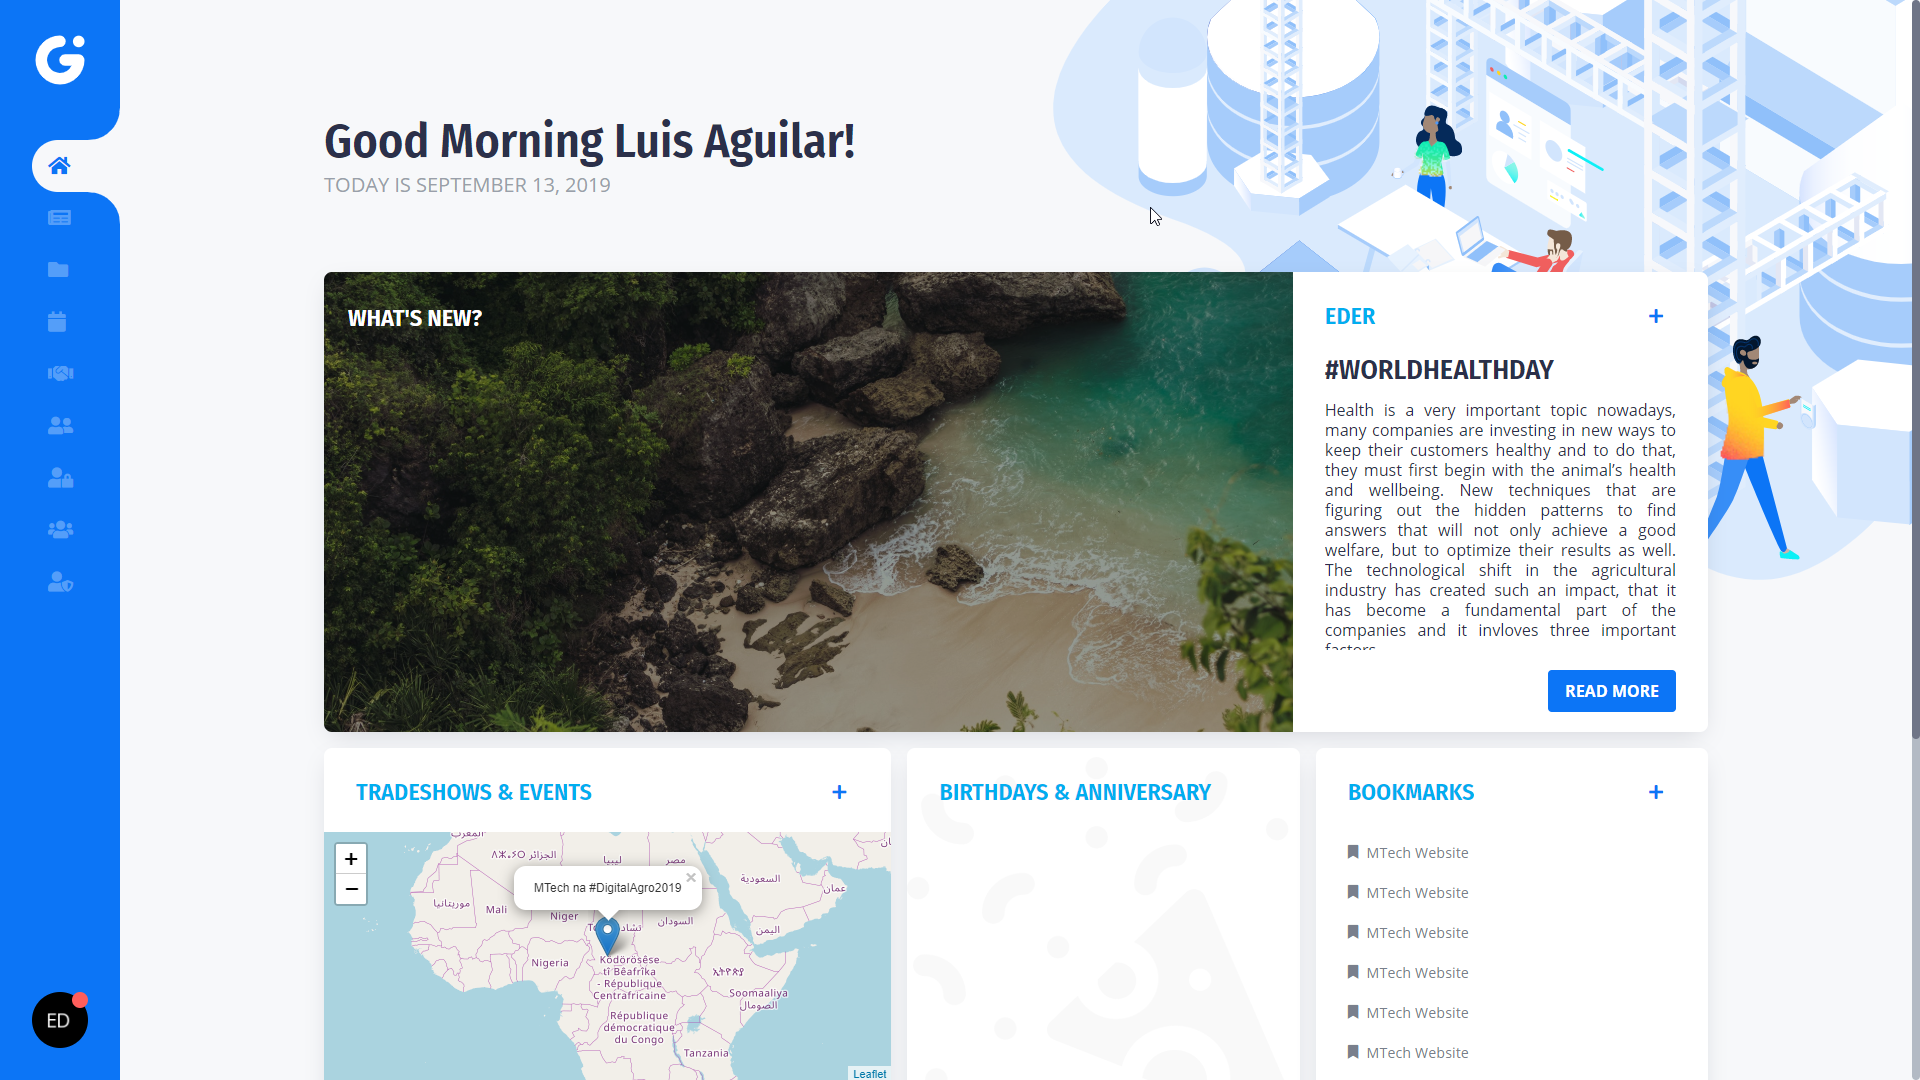 Good Morning Luis Aguilar!
TODAY IS SEPTEMBER 13, 2019
WHAT'S NEW?
EDER
+
#WORLDHEALTHDAY
Health is a very important topic nowadays,
many companies are investing in new ways to
keep their customers healthy and to do that,
they must first begin with the animal’s health
and wellbeing. New techniques that are
figuring out the hidden patterns to find
answers that will not only achieve a good
welfare, but to optimize their results as well.
The technological shift in the agricultural
industry has created such an impact, that it
has become a fundamental part of the
companies and it invloves three important
factors.
READ MORE
TRADESHOWS & EVENTS
+
+
−
MTech na #DigitalAgro2019
×
المغرب
ⵍⵣⵣⴰⵢⴻⵔ الجزائر
ليبيا
مصر
السعودية
عمان
موريتانيا
Mali
Niger
تشاد
السودان
اليمن
Nigeria
Ködörösêse
tî Bêafrîka
- République
Centrafricaine
ኢትዮጵያ
Soomaaliya
الصومال
République
démocratique
du Congo
Tanzania
Leaflet
BIRTHDAYS & ANNIVERSARY
BOOKMARKS
+
MTech Website
MTech Website
MTech Website
MTech Website
MTech Website
MTech Website
ED